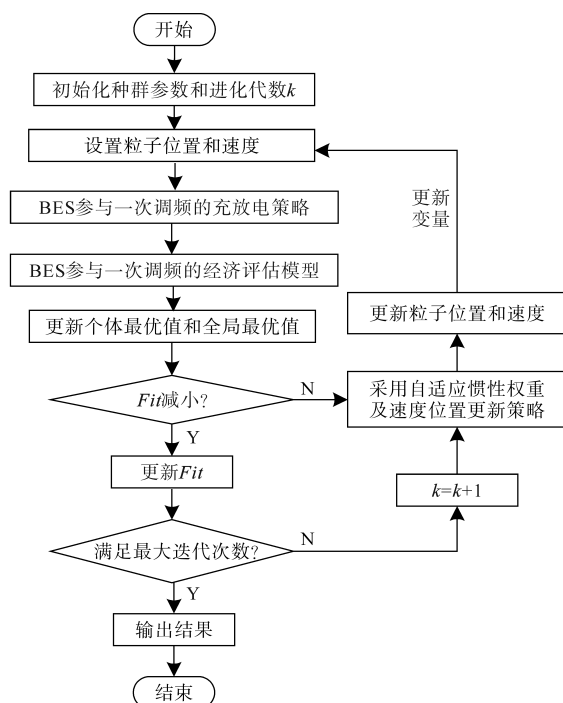 开始
初始化种群参数和进化代数k
设置粒子位置和速度
BES参与一次调频的充放电策略
BES参与一次调频的经济评估模型
更新个体最优值和全局最优值
Fit减小?
N
Y
更新Fit
满足最大迭代次数?
N
Y
输出结果
结束
k=k+1
采用自适应惯性权重
及速度位置更新策略
更新粒子位置和速度
更新
变量